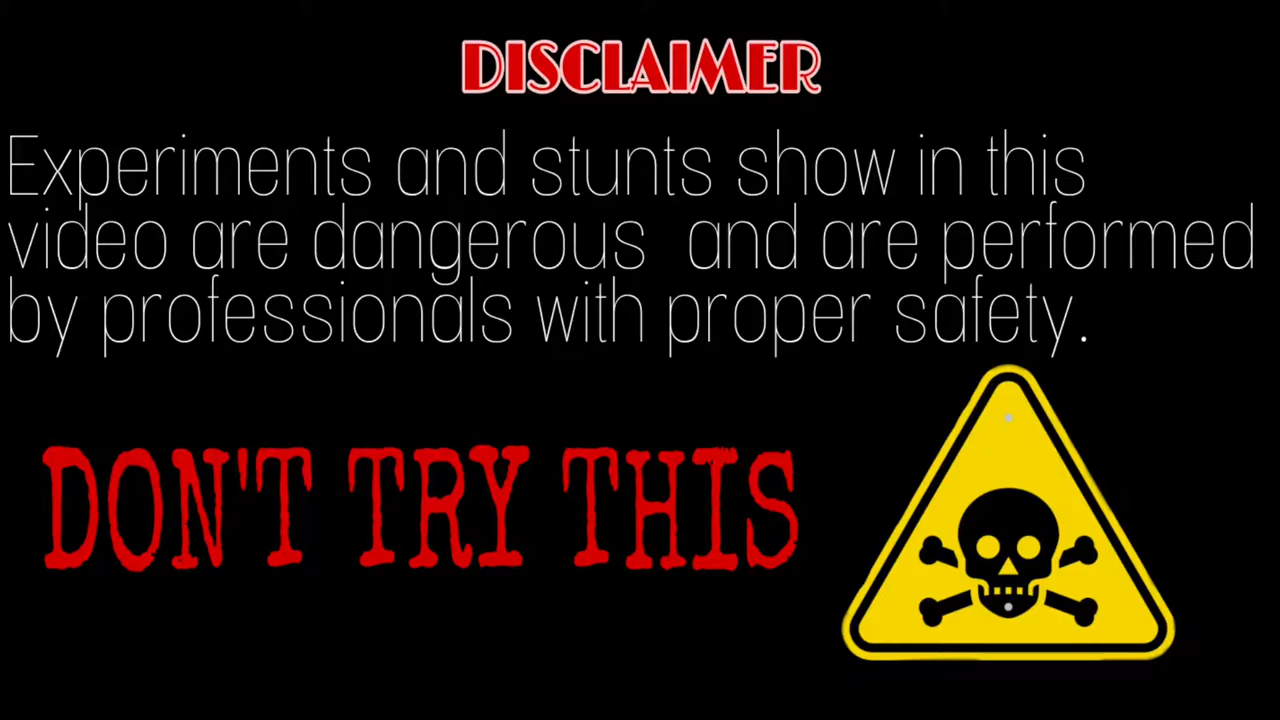 DISCLAIMER
Experiments and stunts show in this
video are dangerous and are performed
by professionals with proper safety.
DON'T TRY THIS